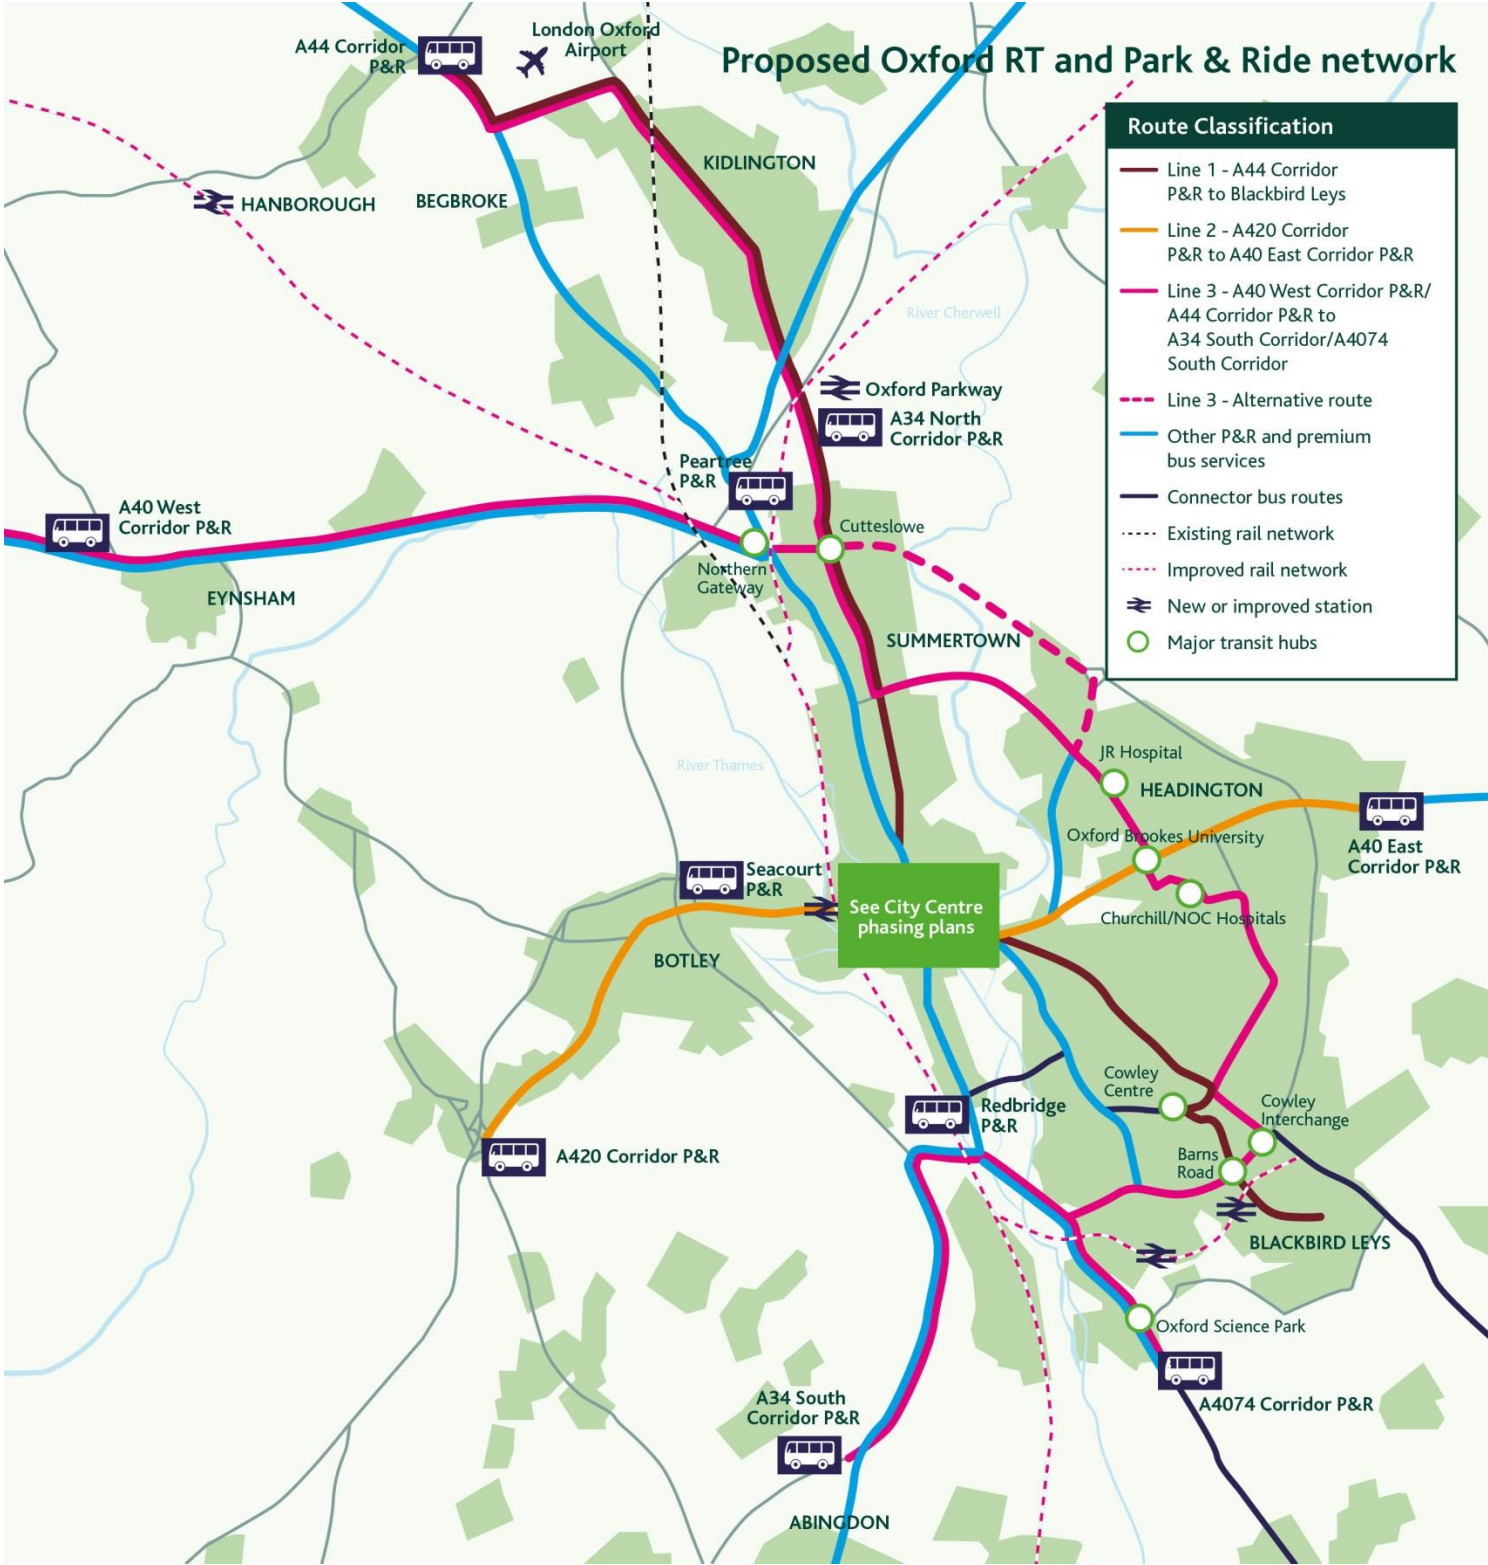 Proposed Oxford RT and Park & Ride network
A44 Corridor
P&R
London Oxford
Airport
KIDLINGTON
HANBOROUGH
BEGBROKE
River Cherwell
Route Classification
Line 1 - A44 Corridor
P&R to Blackbird Leys
Line 2 - A420 Corridor
P&R to A40 East Corridor P&R
Line 3 - A40 West Corridor P&R/
A44 Corridor P&R to
A34 South Corridor/A4074
South Corridor
Line 3 - Alternative route
Other P&R and premium
bus services
Connector bus routes
Existing rail network
Improved rail network
New or improved station
Major transit hubs
Oxford Parkway
A34 North
Corridor P&R
Peartree
P&R
A40 West
Corridor P&R
Cutteslowe
Northern
Gateway
EYNSHAM
SUMMERTOWN
River Thames
JR Hospital
HEADINGTON
Oxford Brookes University
A40 East
Corridor P&R
Seacourt
P&R
See City Centre
phasing plans
Churchill/NOC Hospitals
BOTLEY
Cowley
Centre
Redbridge
P&R
Cowley
Interchange
Barns
Road
A420 Corridor P&R
BLACKBIRD LEYS
Oxford Science Park
A34 South
Corridor P&R
A4074 Corridor P&R
ABINGDON